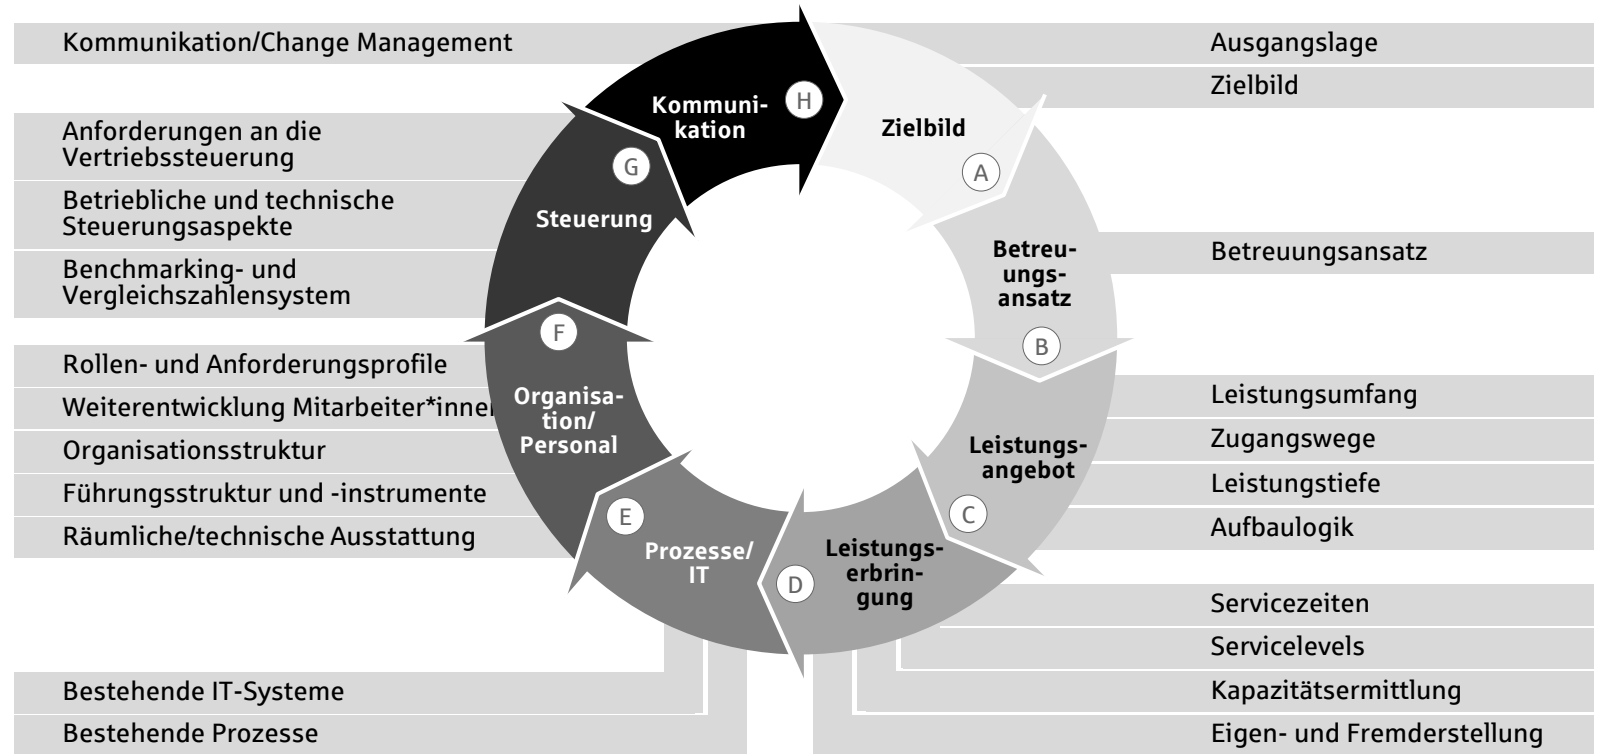 Kommunikation/Change Management
Anforderungen an die
Vertriebssteuerung
Betriebliche und technische
Steuerungsaspekte
Benchmarking- und
Vergleichszahlensystem
Rollen- und Anforderungsprofile
Weiterentwicklung Mitarbeiter*innen
Organisationsstruktur
Führungsstruktur und -instrumente
Räumliche/technische Ausstattung
Bestehende IT-Systeme
Bestehende Prozesse
Kommuni-
kation
H
Zielbild
A
Betreu-
ungs-
ansatz
B
Leistungs-
angebot
C
Leistungs-
erbrin-
gung
D
Prozesse/
IT
E
Organisa-
tion/
Personal
F
Steuerung
G
Ausgangslage
Zielbild
Betreuungsansatz
Leistungsumfang
Zugangswege
Leistungstiefe
Aufbaulogik
Servicezeiten
Servicelevels
Kapazitätsermittlung
Eigen- und Fremderstellung